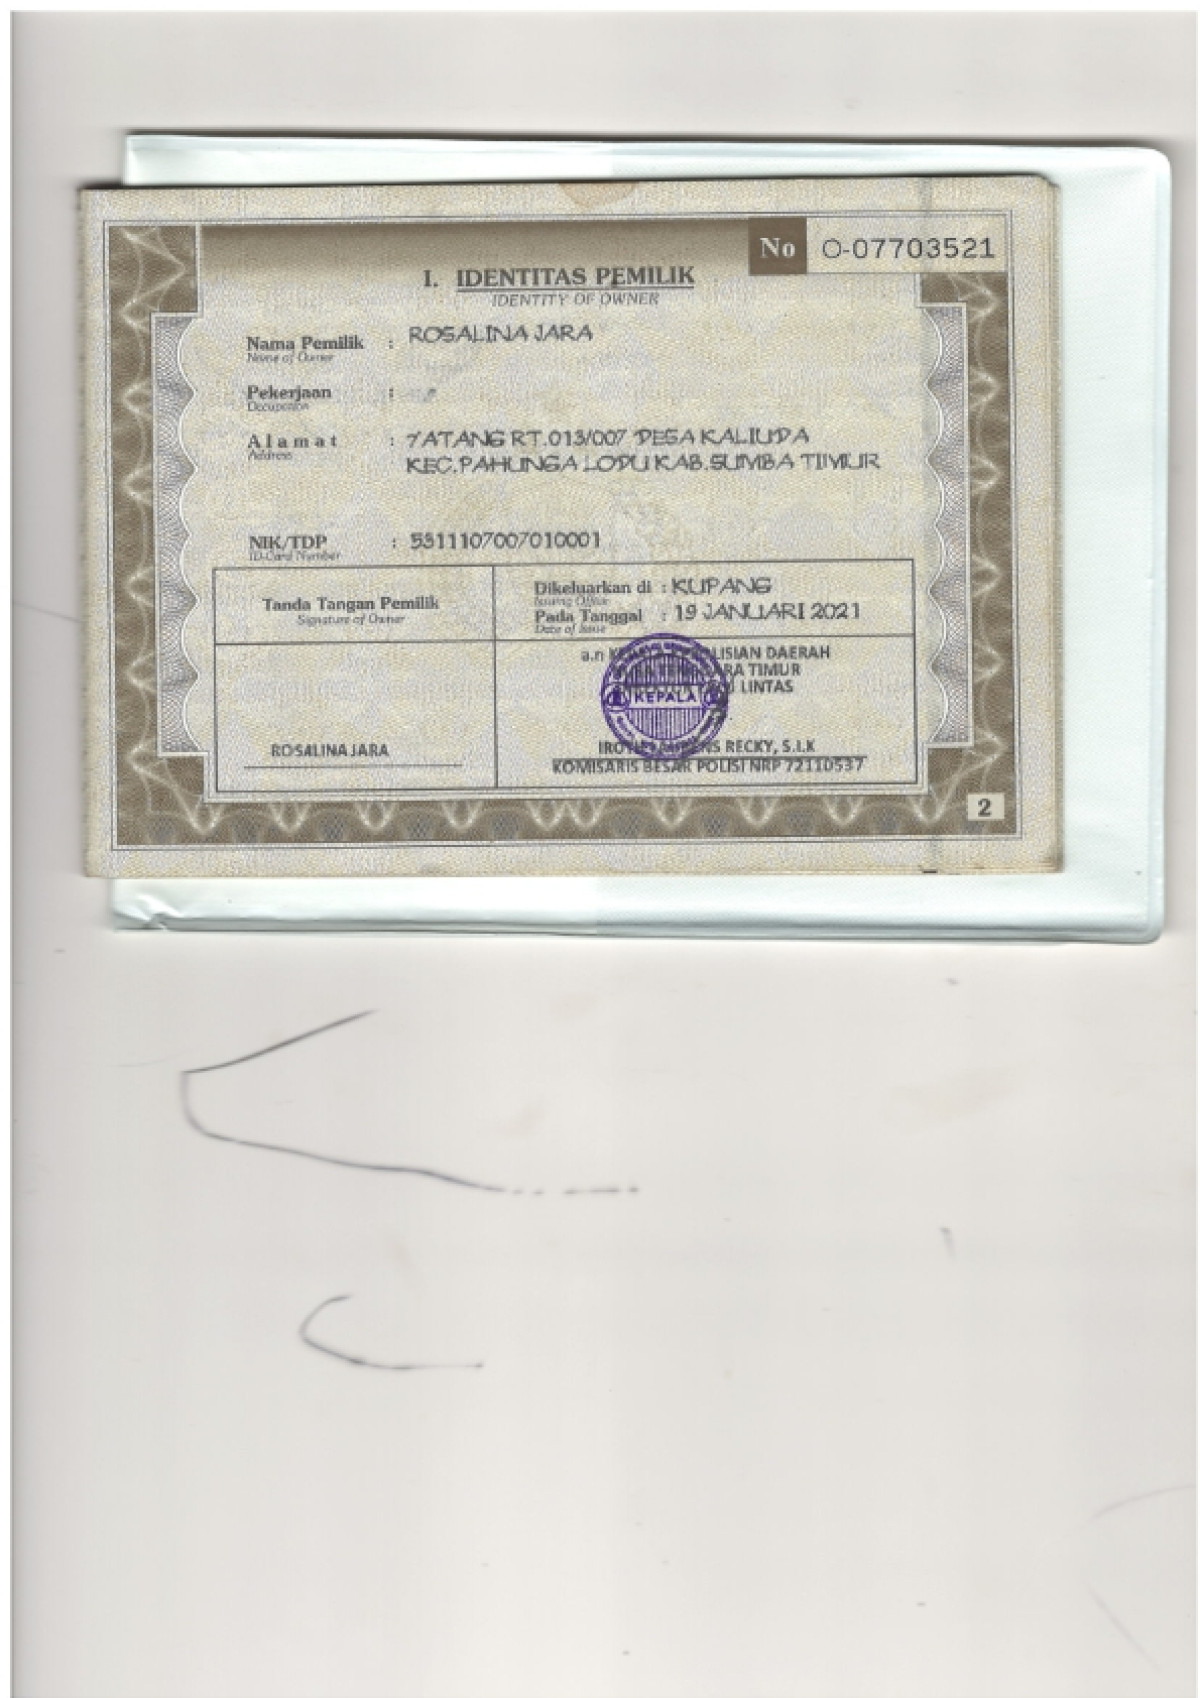 No O-07703521
I. IDENTITAS PEMILIK
IDENTITY OF OWNER
Nama Pemilik : ROSALINA JARA
Name of Owner
Pekerjaan :
Occupation
Alamat : TATANG RT.013/007 DESA KALIUDA
Address
KEC.PAHUNGA LODU KAB.SUMBA TIMUR
NIK/TDP : 5311107007010001
ID-Card Number
Tanda Tangan Pemilik
Signature of Owner
Dikeluarkan di : KUPANG
Issuing Office
Pada Tanggal : 19 JANUARI 2021
Date of Issue
a.n DAERAH
TIMUR
LINTAS
KEPALA
RECKY, S.I.K
KOMISARIS BESAR POLISI NRP 72110537
ROSALINA JARA
2